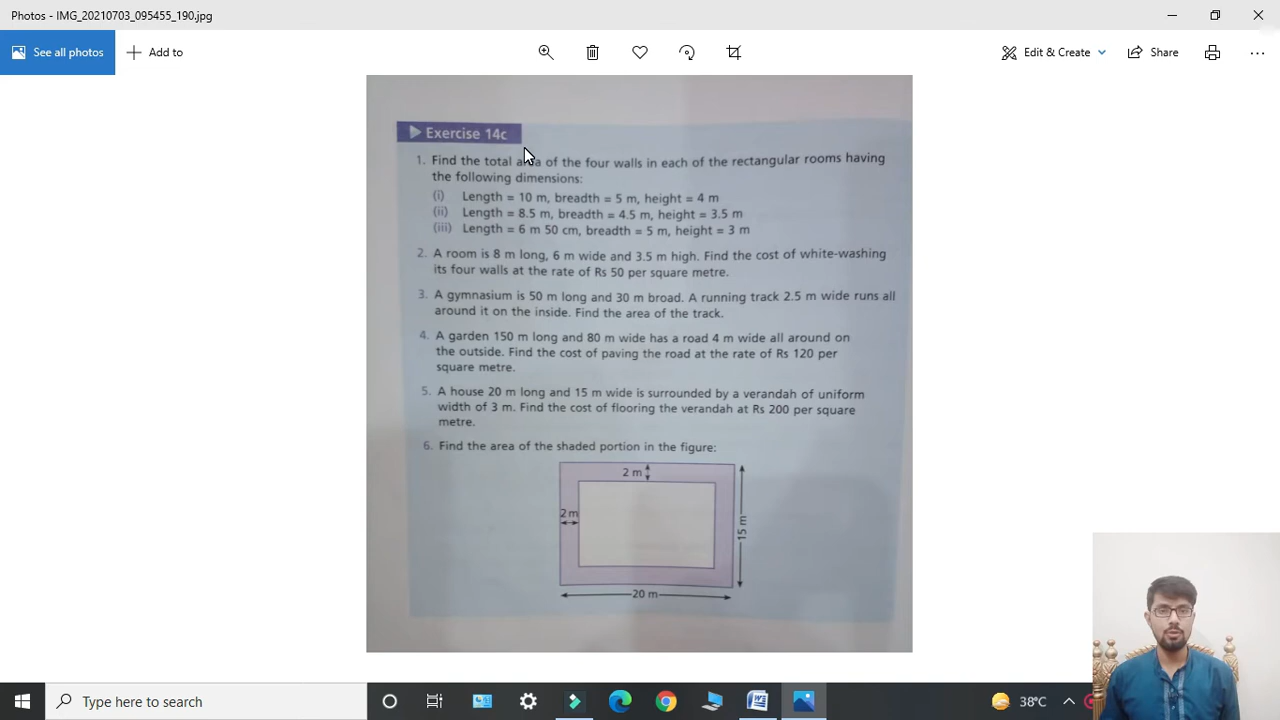 Photos - IMG_20210703_095455_190.jpg
See all photos
Add to
Edit & Create
Share
Exercise 14c
1. Find the total area of the four walls in each of the rectangular rooms having
the following dimensions:
(i) Length = 10 m, breadth = 5 m, height = 4 m
(ii) Length = 8.5 m, breadth = 4.5 m, height = 3.5 m
(iii) Length = 6 m 50 cm, breadth = 5 m, height = 3 m
2. A room is 8 m long, 6 m wide and 3.5 m high. Find the cost of white-washing
its four walls at the rate of Rs 50 per square metre.
3. A gymnasium is 50 m long and 30 m broad. A running track 2.5 m wide runs all
around it on the inside. Find the area of the track.
4. A garden 150 m long and 80 m wide has a road 4 m wide all around on
the outside. Find the cost of paving the road at the rate of Rs 120 per
square metre.
5. A house 20 m long and 15 m wide is surrounded by a verandah of uniform
width of 3 m. Find the cost of flooring the verandah at Rs 200 per square
metre.
6. Find the area of the shaded portion in the figure:
2 m
2 m
15 m
20 m
Type here to search
38°C